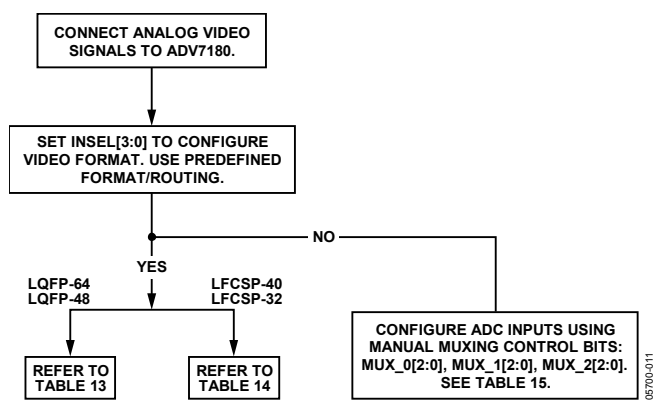 CONNECT ANALOG VIDEO
SIGNALS TO ADV7180.
SET INSEL[3:0] TO CONFIGURE
VIDEO FORMAT. USE PREDEFINED
FORMAT/ROUTING.
NO
YES
LQFP-64
LQFP-48
LFCSP-40
LFCSP-32
REFER TO
TABLE 13
REFER TO
TABLE 14
CONFIGURE ADC INPUTS USING
MANUAL MUXING CONTROL BITS:
MUX_0[2:0], MUX_1[2:0], MUX_2[2:0].
SEE TABLE 15.
05700-011